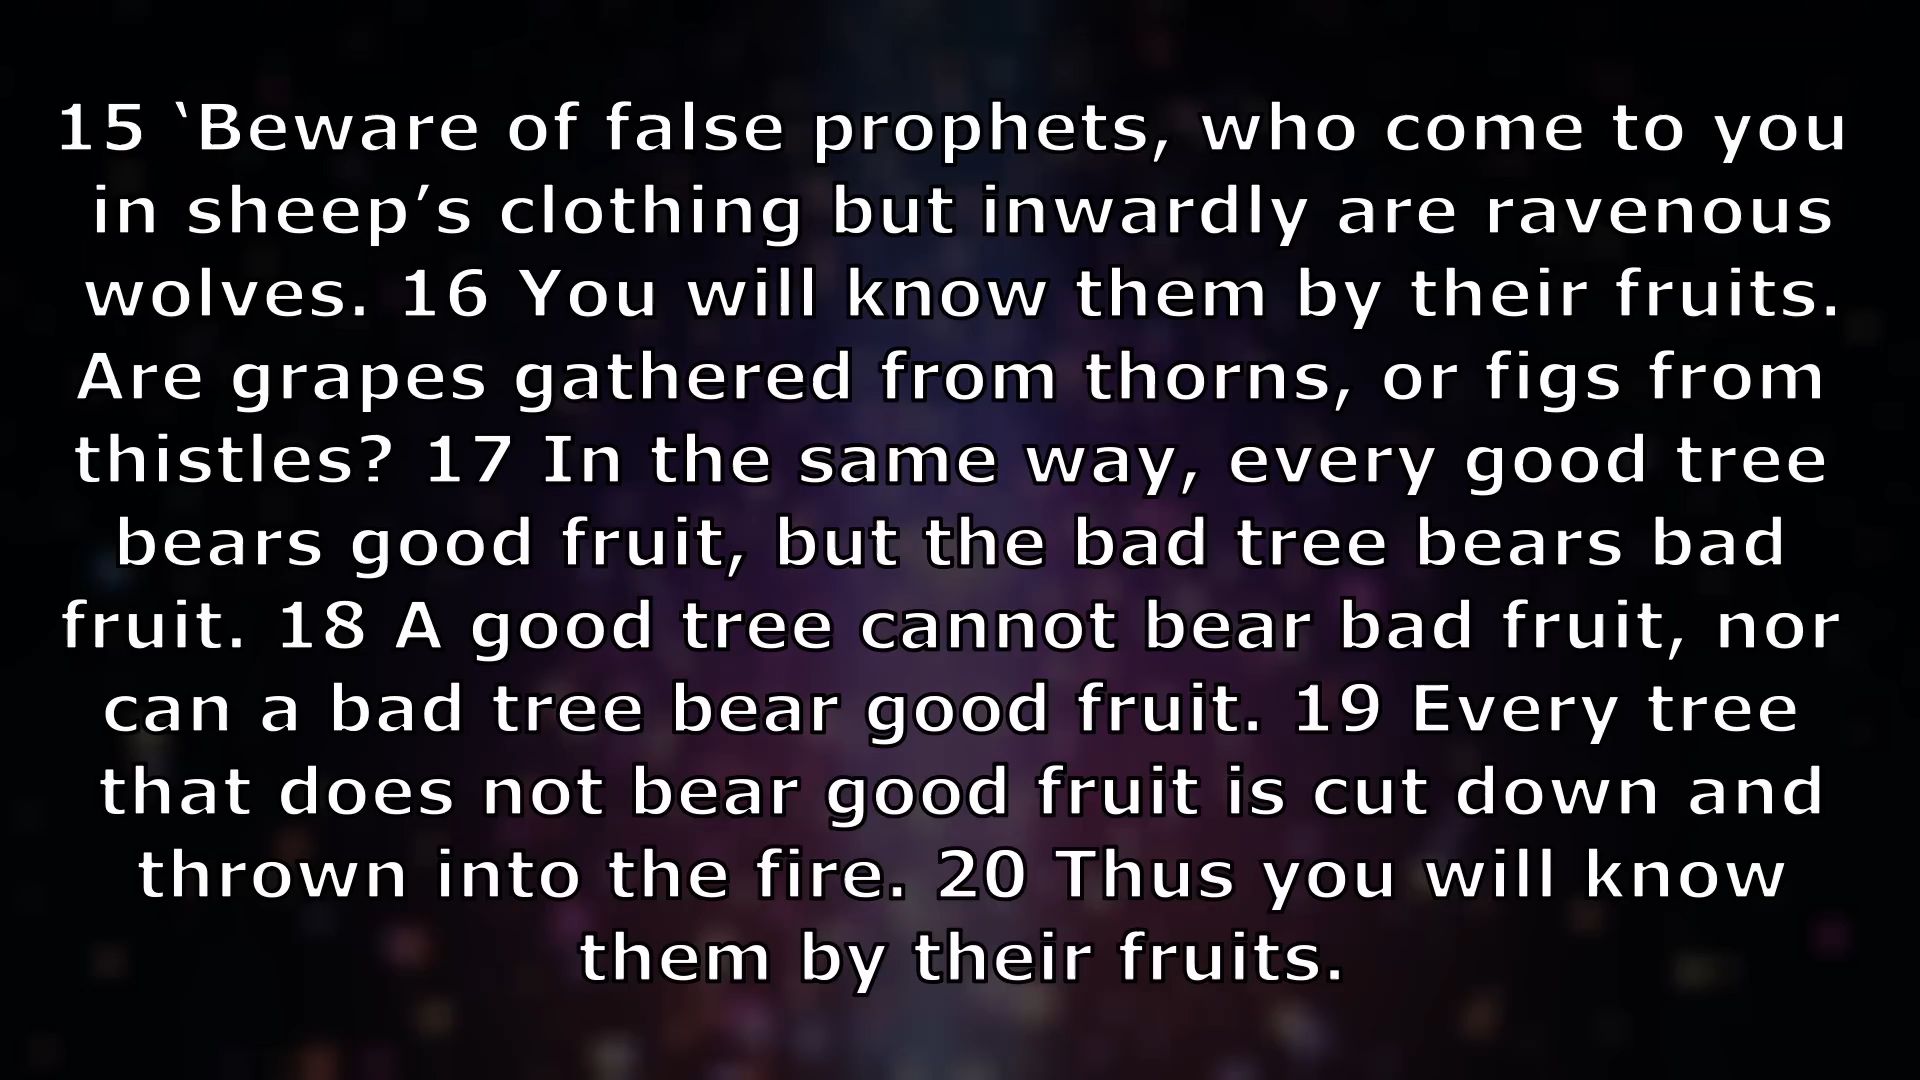 15 ‘Beware of false prophets, who come to you
in sheep’s clothing but inwardly are ravenous
wolves. 16 You will know them by their fruits.
Are grapes gathered from thorns, or figs from
thistles? 17 In the same way, every good tree
bears good fruit, but the bad tree bears bad
fruit. 18 A good tree cannot bear bad fruit, nor
can a bad tree bear good fruit. 19 Every tree
that does not bear good fruit is cut down and
thrown into the fire. 20 Thus you will know
them by their fruits.